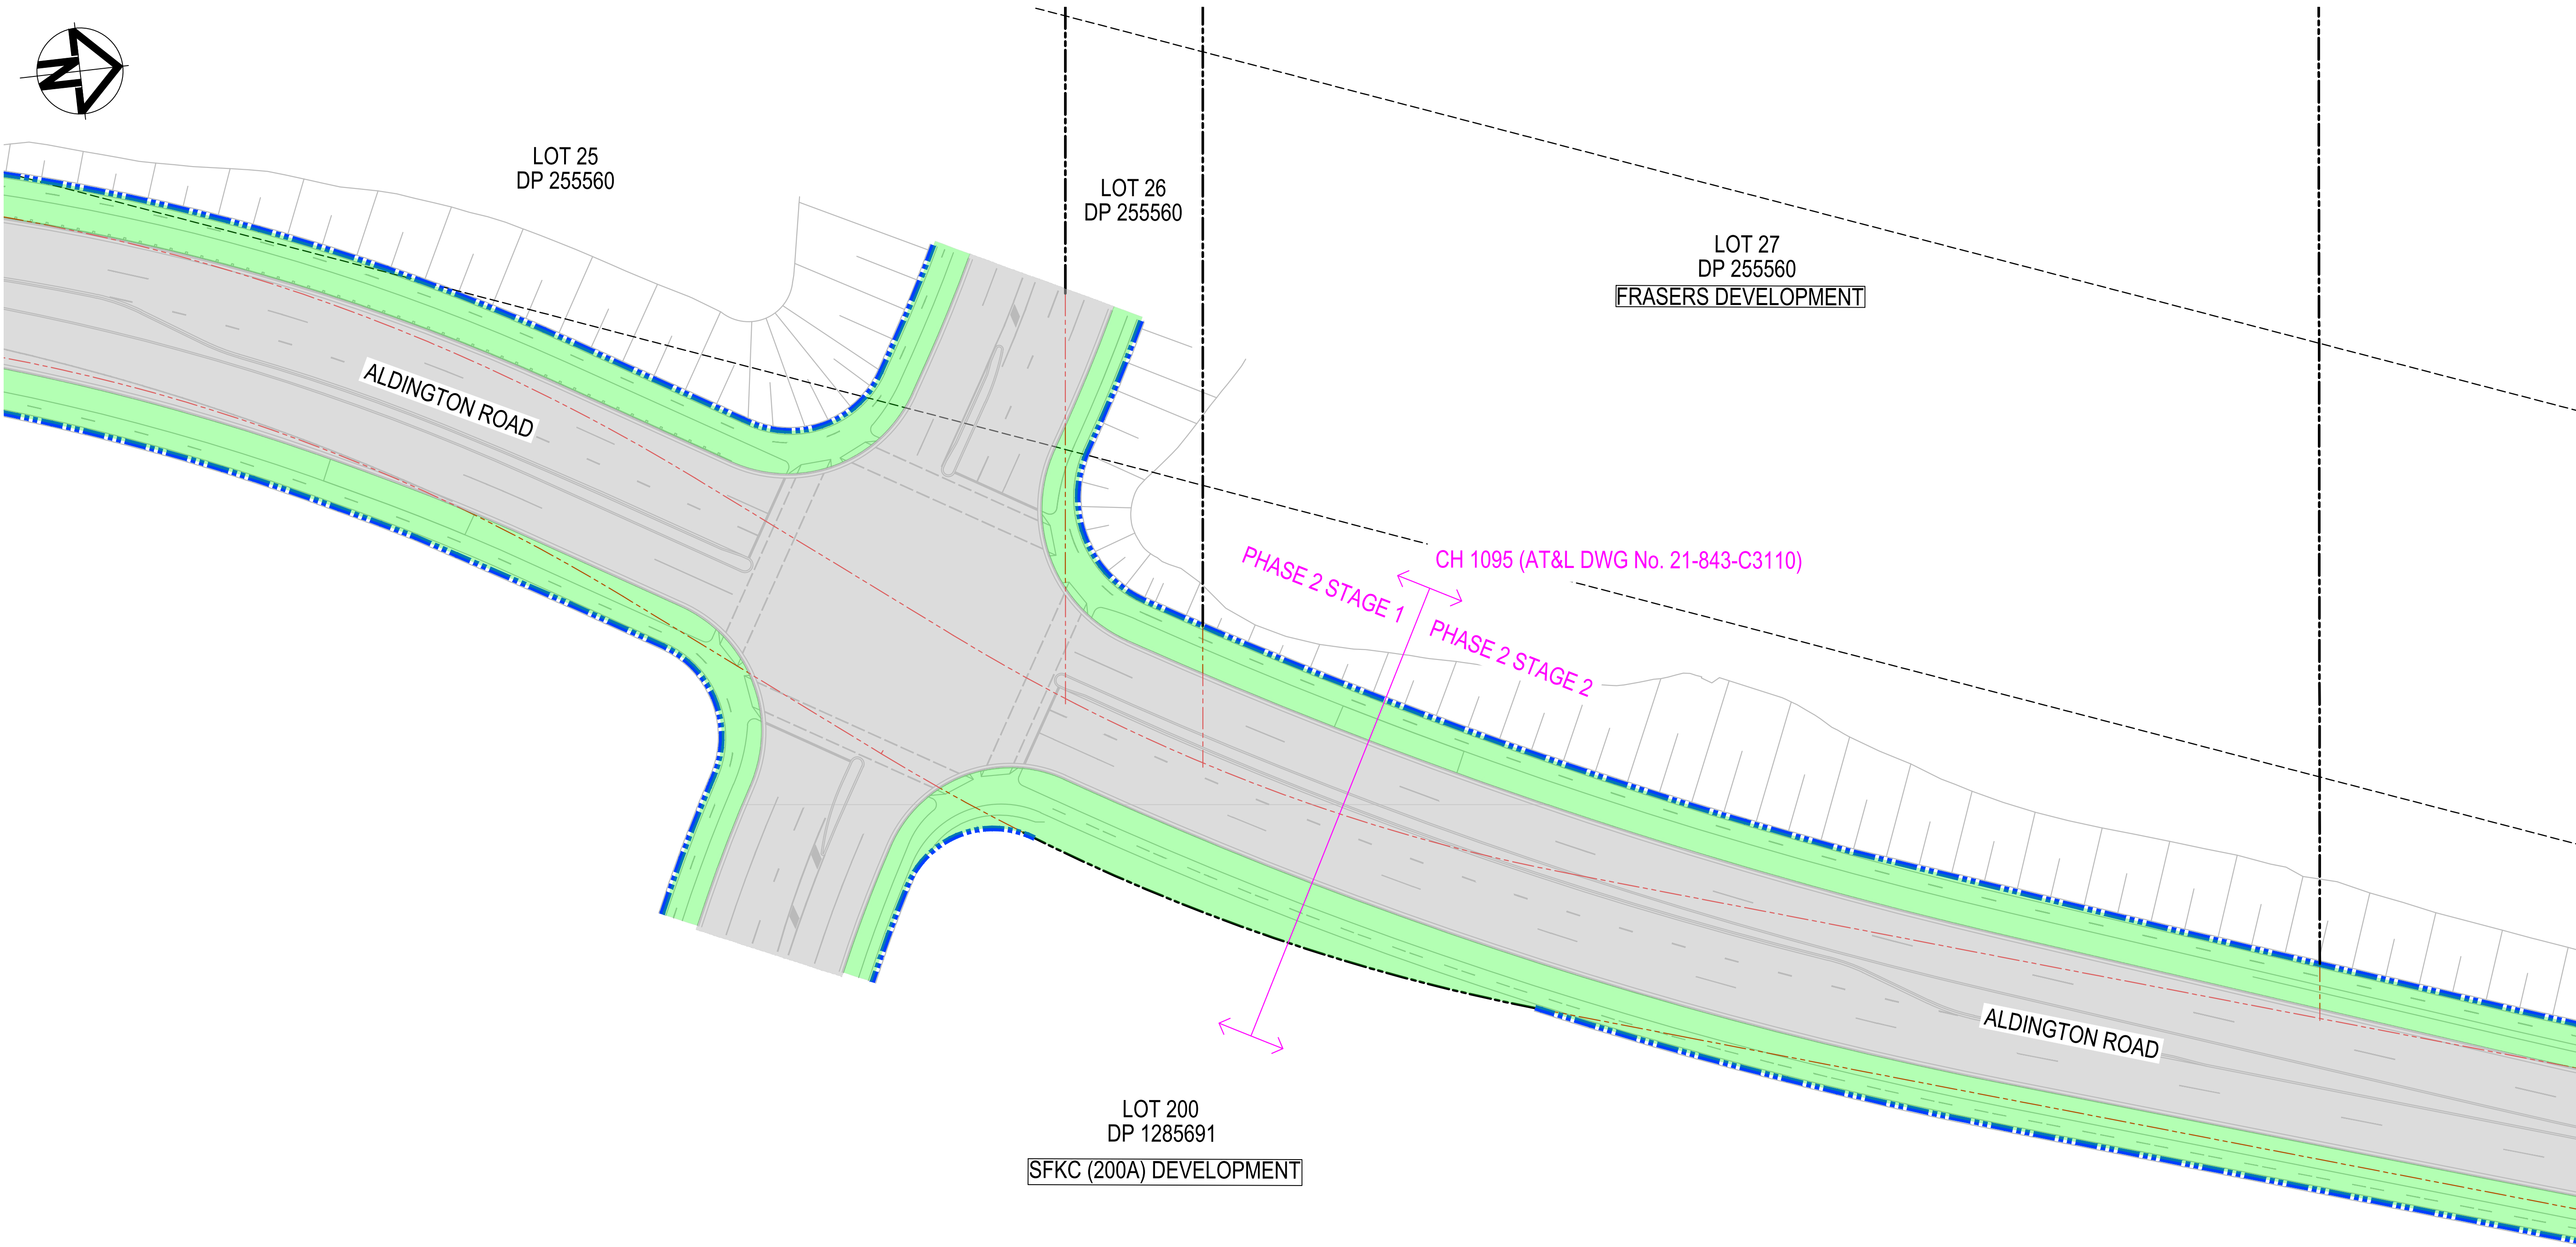 N
LOT 25
DP 255560
LOT 26
DP 255560
LOT 27
DP 255560
FRASERS DEVELOPMENT
ALDINGTON ROAD
CH 1095 (AT&L DWG No. 21-843-C3110)
PHASE 2 STAGE 1
PHASE 2 STAGE 2
ALDINGTON ROAD
LOT 200
DP 1285691
SFKC (200A) DEVELOPMENT